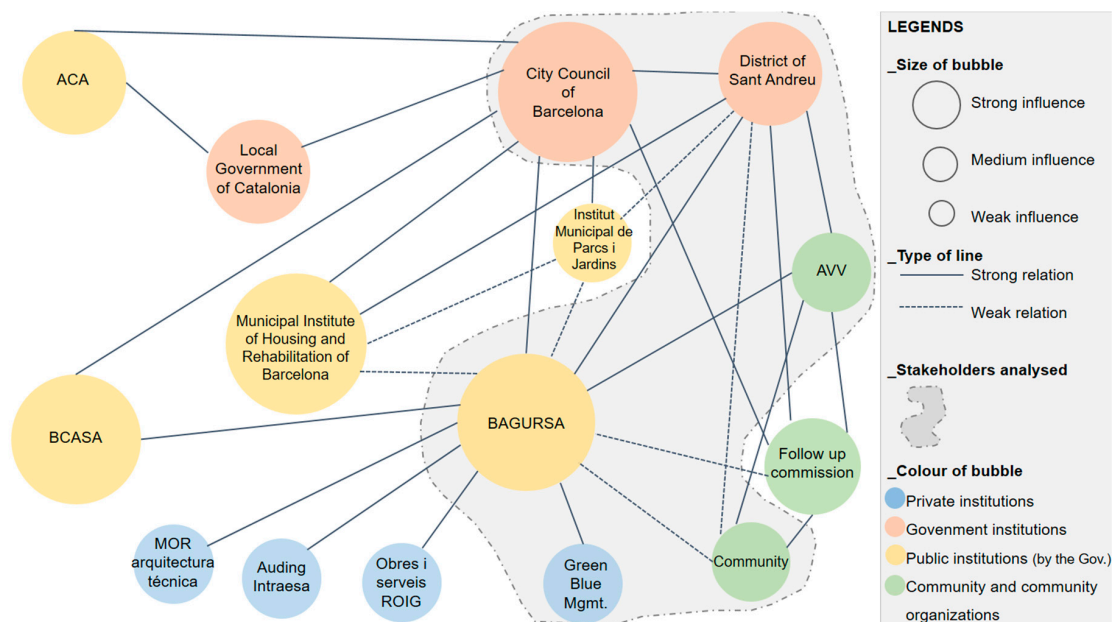 ACA
City Council
of
Barcelona
District of
Sant Andreu
Local
Government
of Catalonia
Institut
Municipal de
Parcs i
Jardins
AVV
Municipal Institute
of Housing and
Rehabilitation of
Barcelona
BCASA
BAGURSA
Follow up
commission
MOR
arquitectura
técnica
Auding
Intraesa
Obres i
serveis
ROIG
Green
Blue
Mgmt.
Community
LEGENDS
_Size of bubble
Strong influence
Medium influence
Weak influence
_Type of line
Strong relation
Weak relation
_Stakeholders analysed
_Colour of bubble
Private institutions
Govenment institutions
Public institutions (by the Gov.)
Community and community
organizations